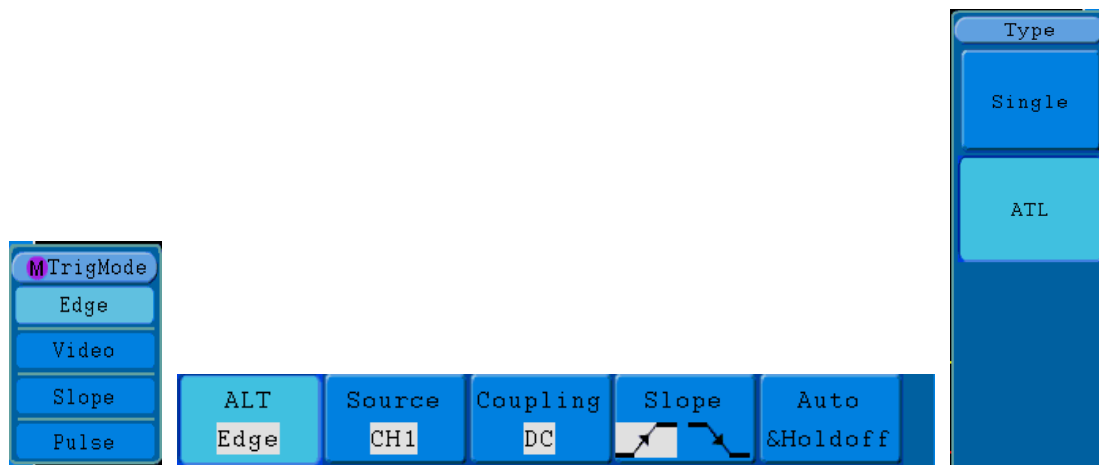 MTrigMode
Edge
Video
Slope
Pulse
ALT
Edge
Source
CH1
Coupling
DC
Slope
Auto
&Holdoff
Type
Single
ATL